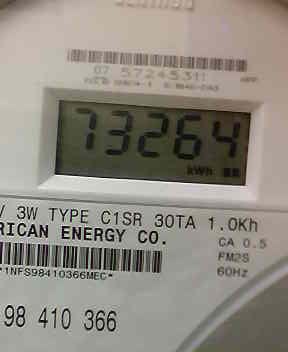 07 57245311
73264
kWh
V 3W TYPE C1SR 30TA 1.0Kh
RICAN ENERGY CO.
CA 0.5
FM2S
60Hz
*1NFS98410366MEC*
98 410 366